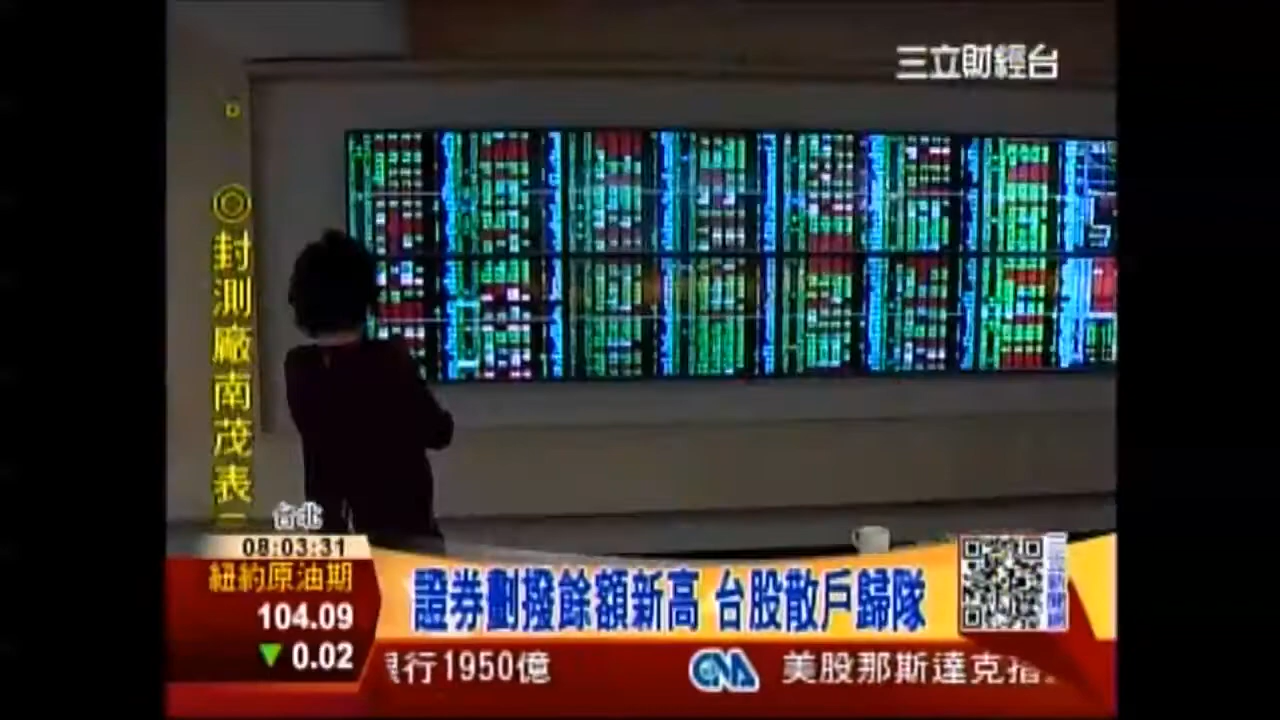 三立財經台
封測廠南茂表
台北
08:03:31
紐約原油期
104.09
▼ 0.02
證券劃撥餘額新高 台股散戶歸隊
行1950億
CNA
美股那斯達克指